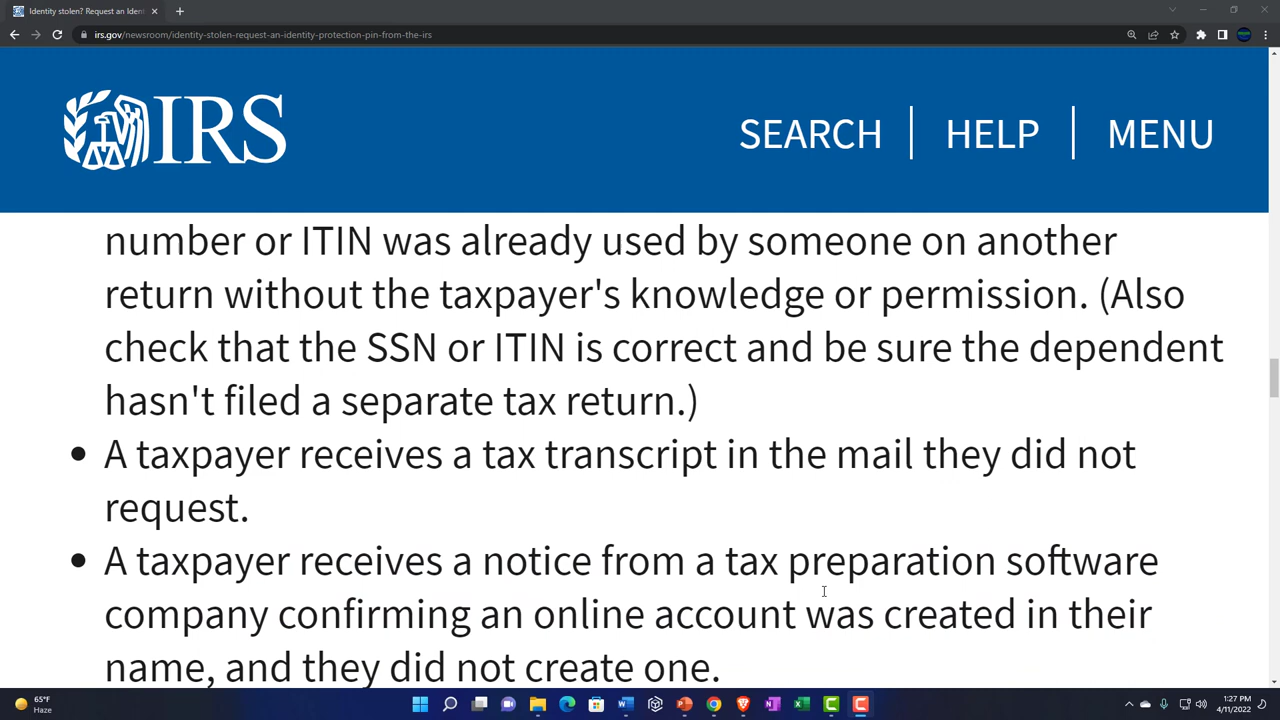 Identity stolen? Request an Iden
irs.gov/newsroom/identity-stolen-request-an-identity-protection-pin-from-the-irs
IRS
SEARCH
HELP
MENU
number or ITIN was already used by someone on another
return without the taxpayer's knowledge or permission. (Also
check that the SSN or ITIN is correct and be sure the dependent
hasn't filed a separate tax return.)
• A taxpayer receives a tax transcript in the mail they did not
request.
• A taxpayer receives a notice from a tax preparation software
company confirming an online account was created in their
name, and they did not create one.
65°F
Haze
1:27 PM
4/11/2022